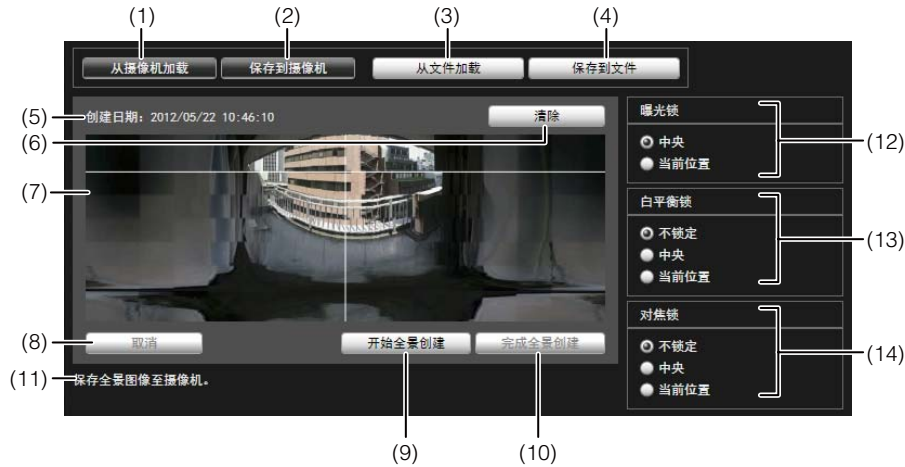 (1) (2) (3) (4)
从摄像机加载 保存到摄像机 从文件加载 保存到文件
(5) 创建日期: 2012/05/22 10:46:10 清除
(6)
(7)
(8) 取消 开始全景创建 完成全景创建
(11) 保存全景图像至摄像机。
(9) (10)
曝光锁
中央
当前位置
(12)
白平衡锁
不锁定
中央
当前位置
(13)
对焦锁
不锁定
中央
当前位置
(14)